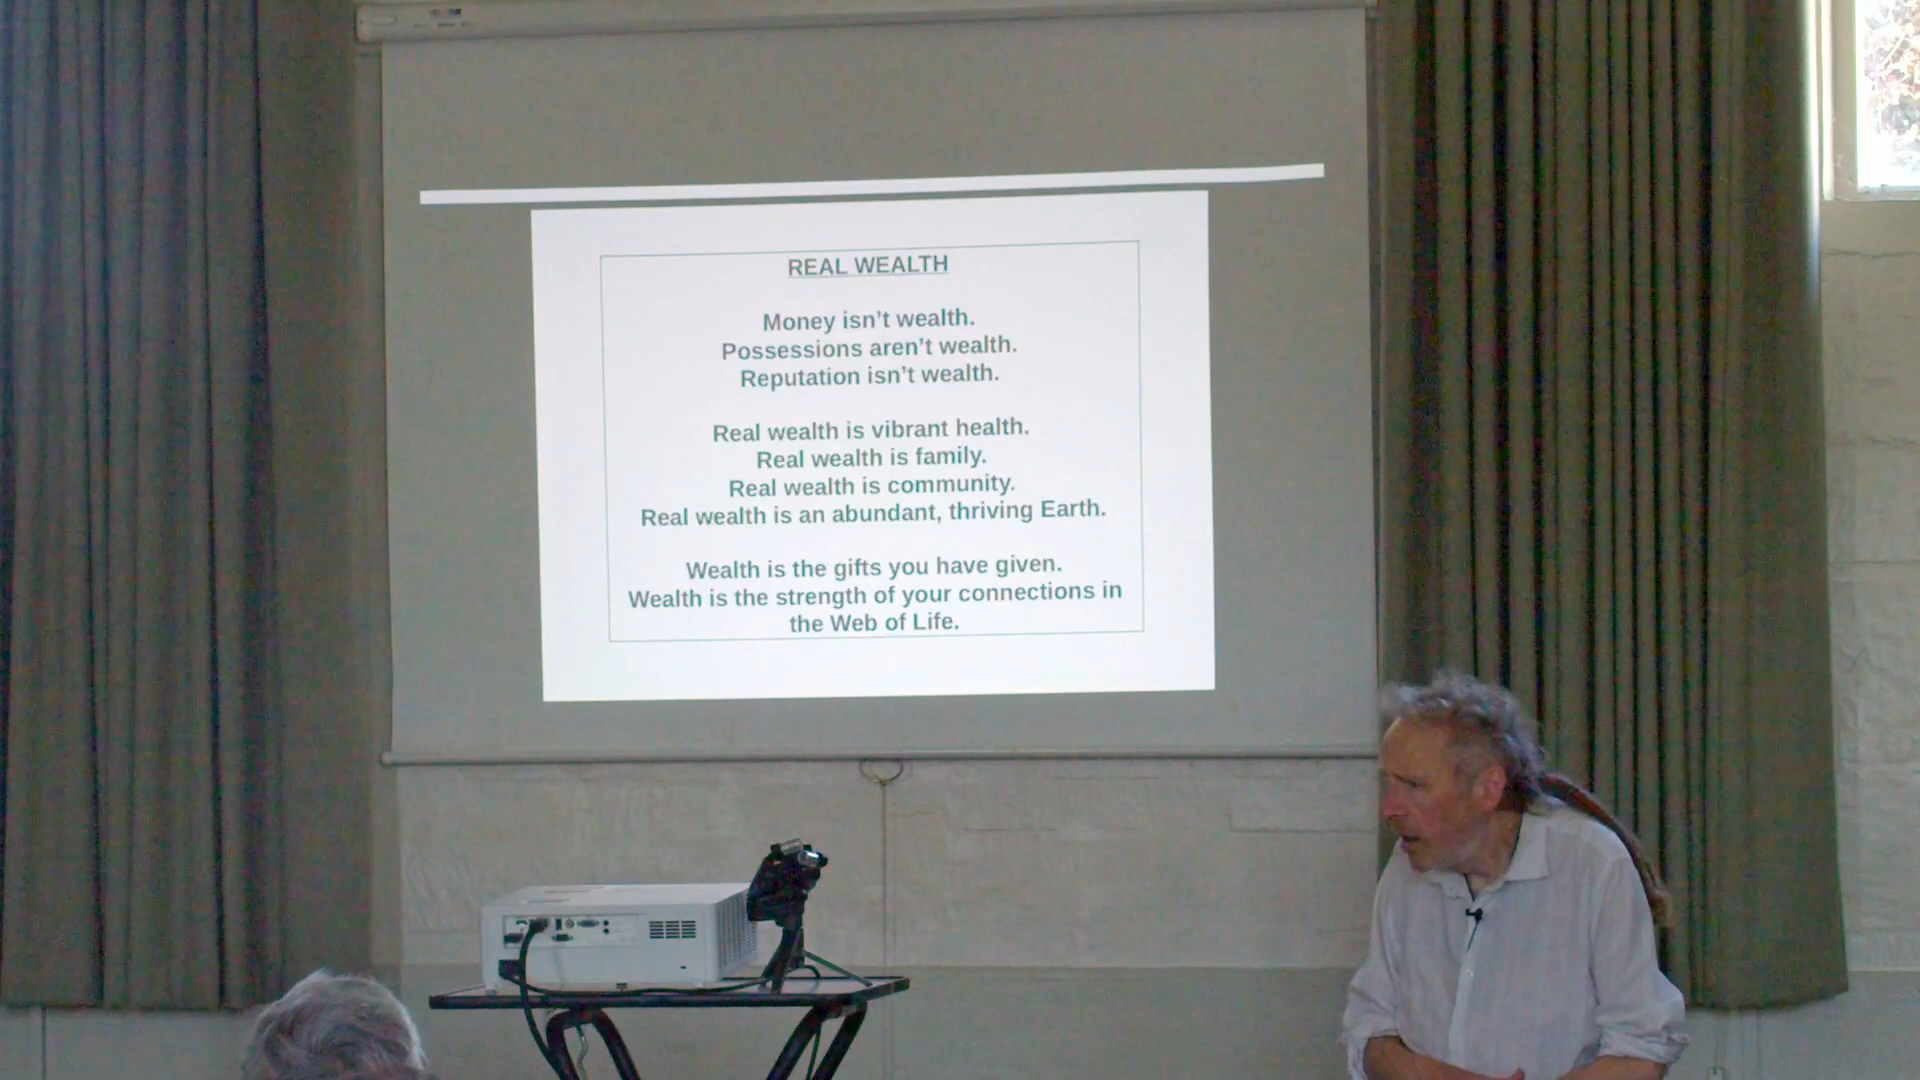 REAL WEALTH
Money isn’t wealth.
Possessions aren’t wealth.
Reputation isn’t wealth.
Real wealth is vibrant health.
Real wealth is family.
Real wealth is community.
Real wealth is an abundant, thriving Earth.
Wealth is the gifts you have given.
Wealth is the strength of your connections in
the Web of Life.